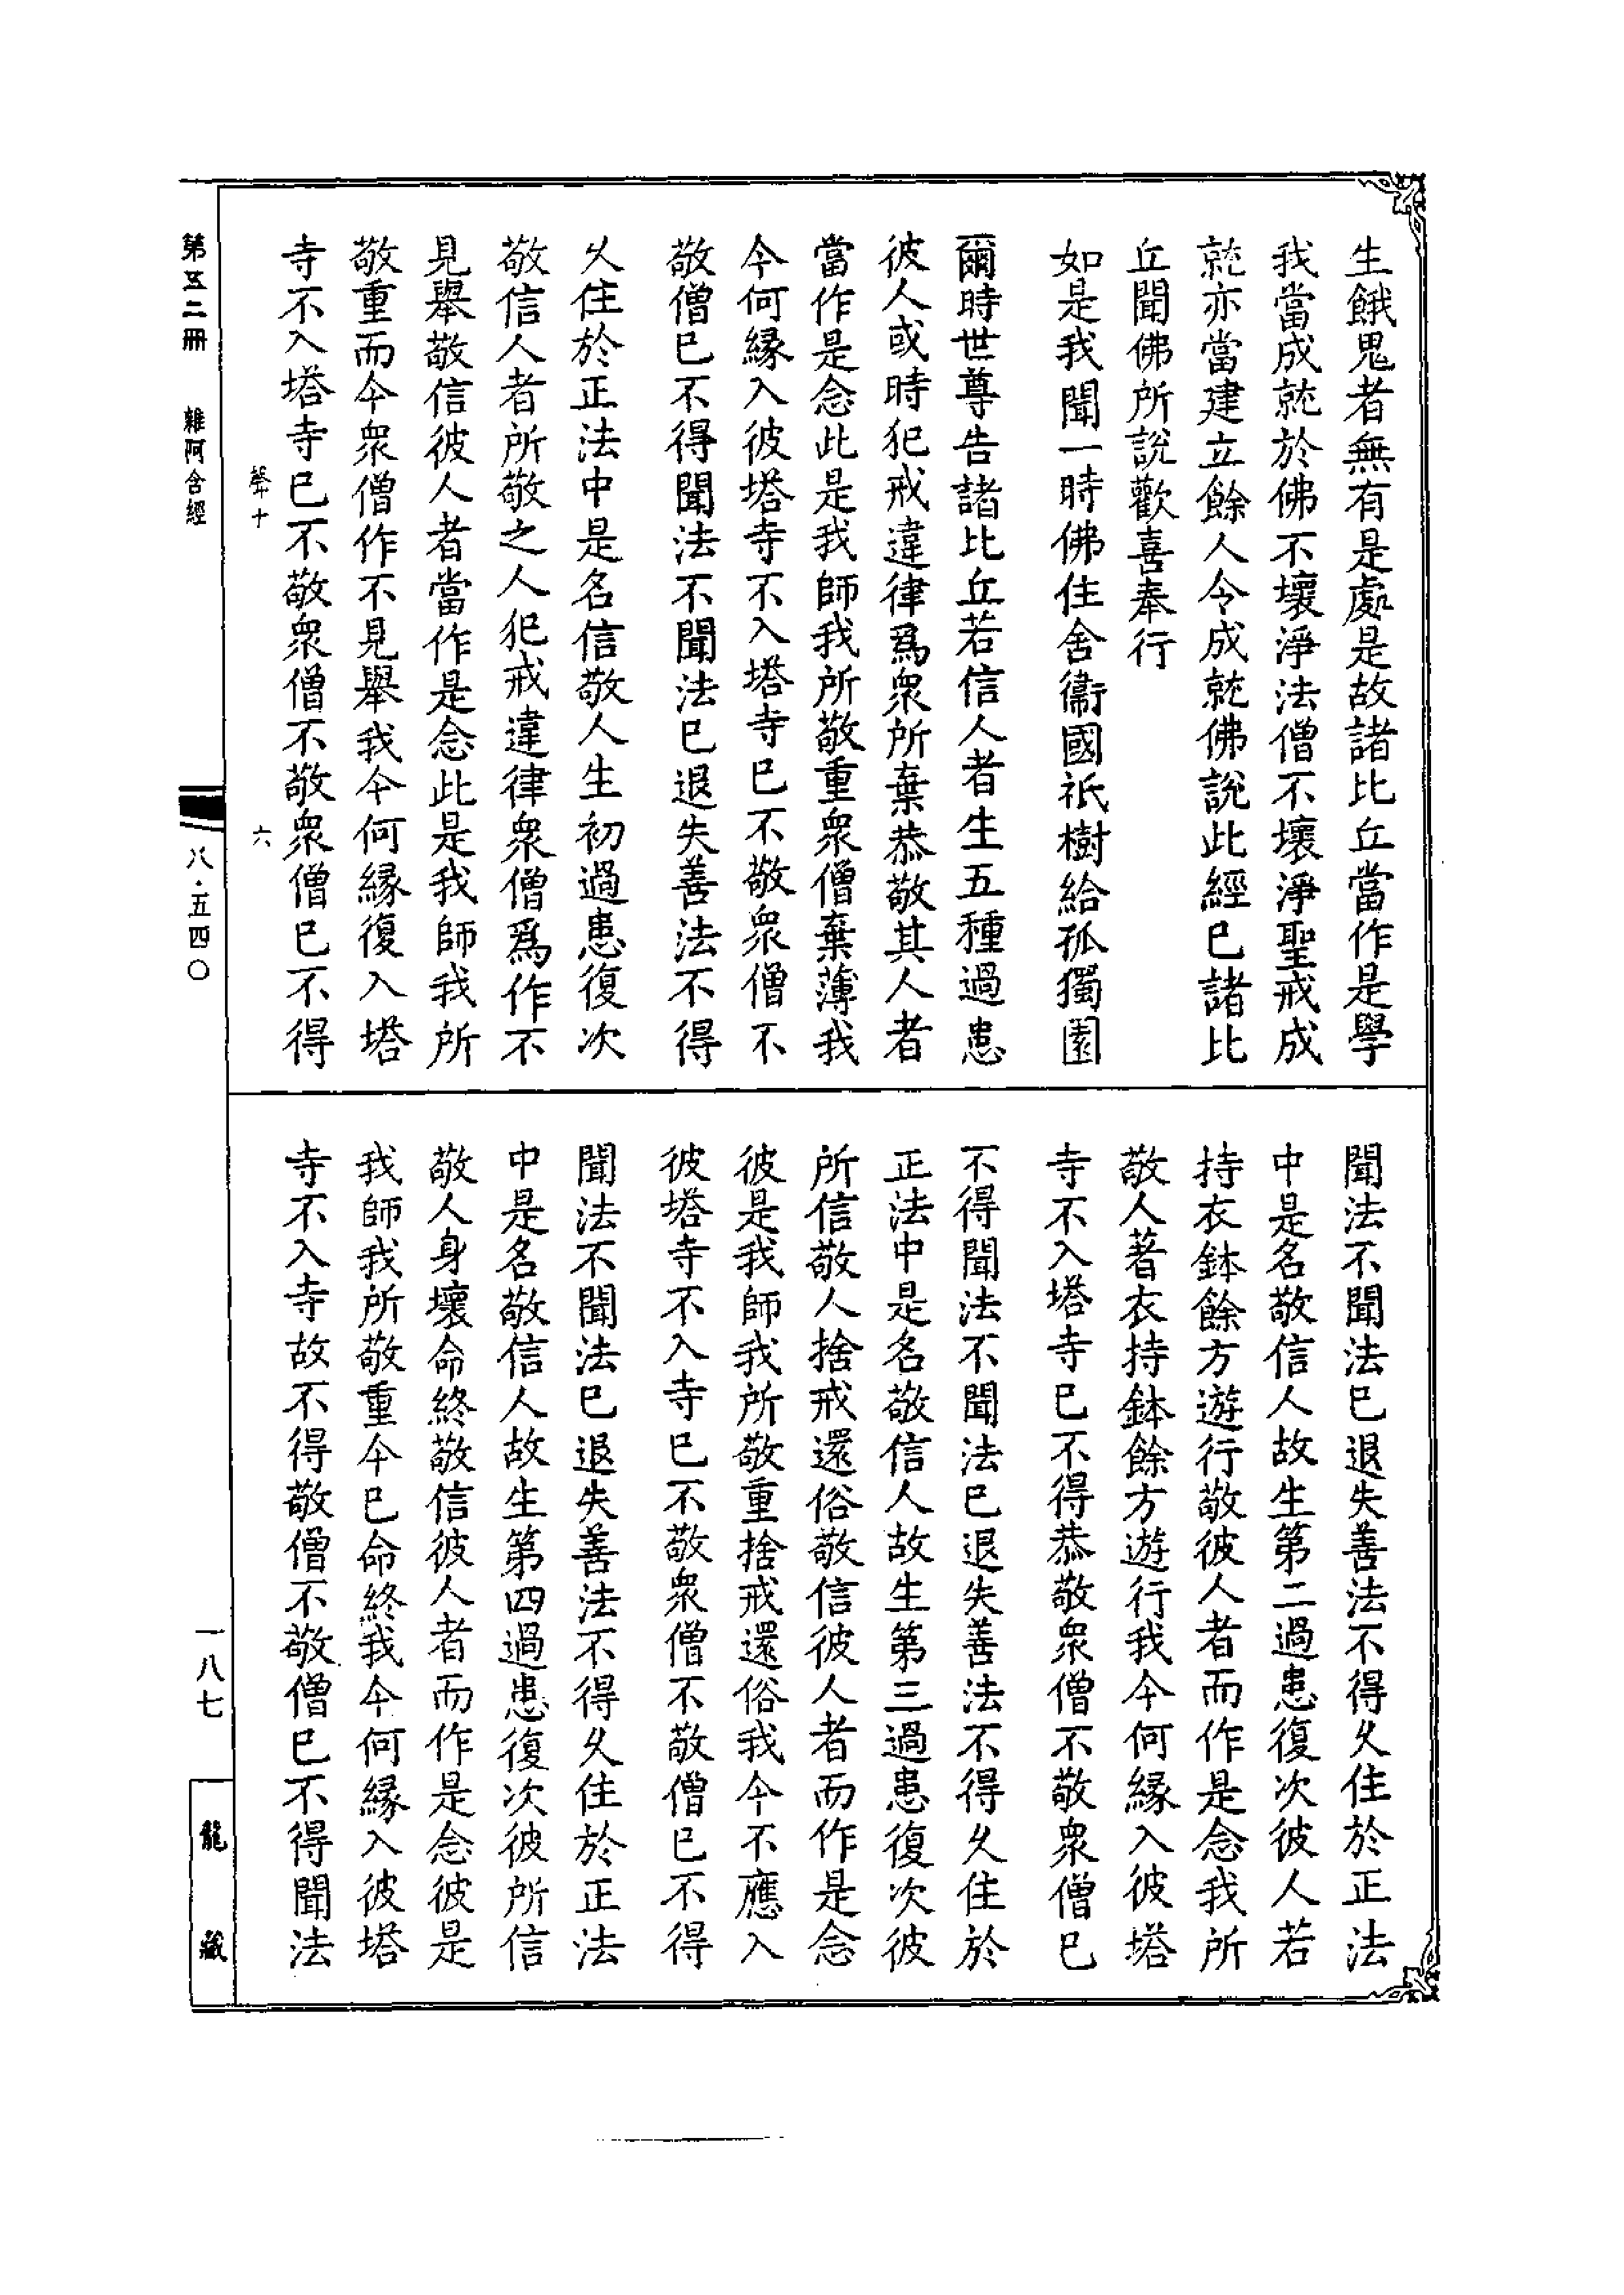 生餓鬼者無有是處是故諸比丘當作是學
我當成就於佛不壞淨法僧不壞淨聖戒成
就亦當建立餘人令成就佛說此經已諸比
丘聞佛所說歡喜奉行
如是我聞一時佛住舍衞國祇樹給孤獨園
爾時世尊告諸比丘若信人者生五種過患
彼人或時犯戒違律爲衆所棄恭敬其人者
當作是念此是我師我所敬重衆僧棄薄我
今何緣入彼塔寺不入塔寺已不敬衆僧不
敬僧已不得聞法不聞法已退失善法不得
久住於正法中是名信敬人生初過患復次
敬信人者所敬之人犯戒違律衆僧爲作不
見舉敬信彼人者當作是念此是我師我所
敬重而今衆僧作不見舉我今何緣復入塔
寺不入塔寺已不敬衆僧不敬衆僧已不得
聞法不聞法已退失善法不得久住於正法
中是名敬信人故生第二過患復次彼人若
持衣鉢餘方遊行敬彼人者而作是念我所
敬人著衣持鉢餘方遊行我今何緣入彼塔
寺不入塔寺已不得恭敬衆僧不敬衆僧已
不得聞法不聞法已退失善法不得久住於
正法中是名敬信人故生第三過患復次彼
所信敬人捨戒還俗敬信彼人者而作是念
彼是我師我所敬重捨戒還俗我今不應入
彼塔寺不入寺已不敬衆僧不敬僧已不得
聞法不聞法已退失善法不得久住於正法
中是名敬信人故生第四過患復次彼所信
敬人身壞命終敬信彼人者而作是念彼是
我師我所敬重今已命終我今何緣入彼塔
寺不入寺故不得敬僧不敬僧已不得聞法
聲十 六
第五二冊 雜阿含經 八·五四〇 一八七 龍藏